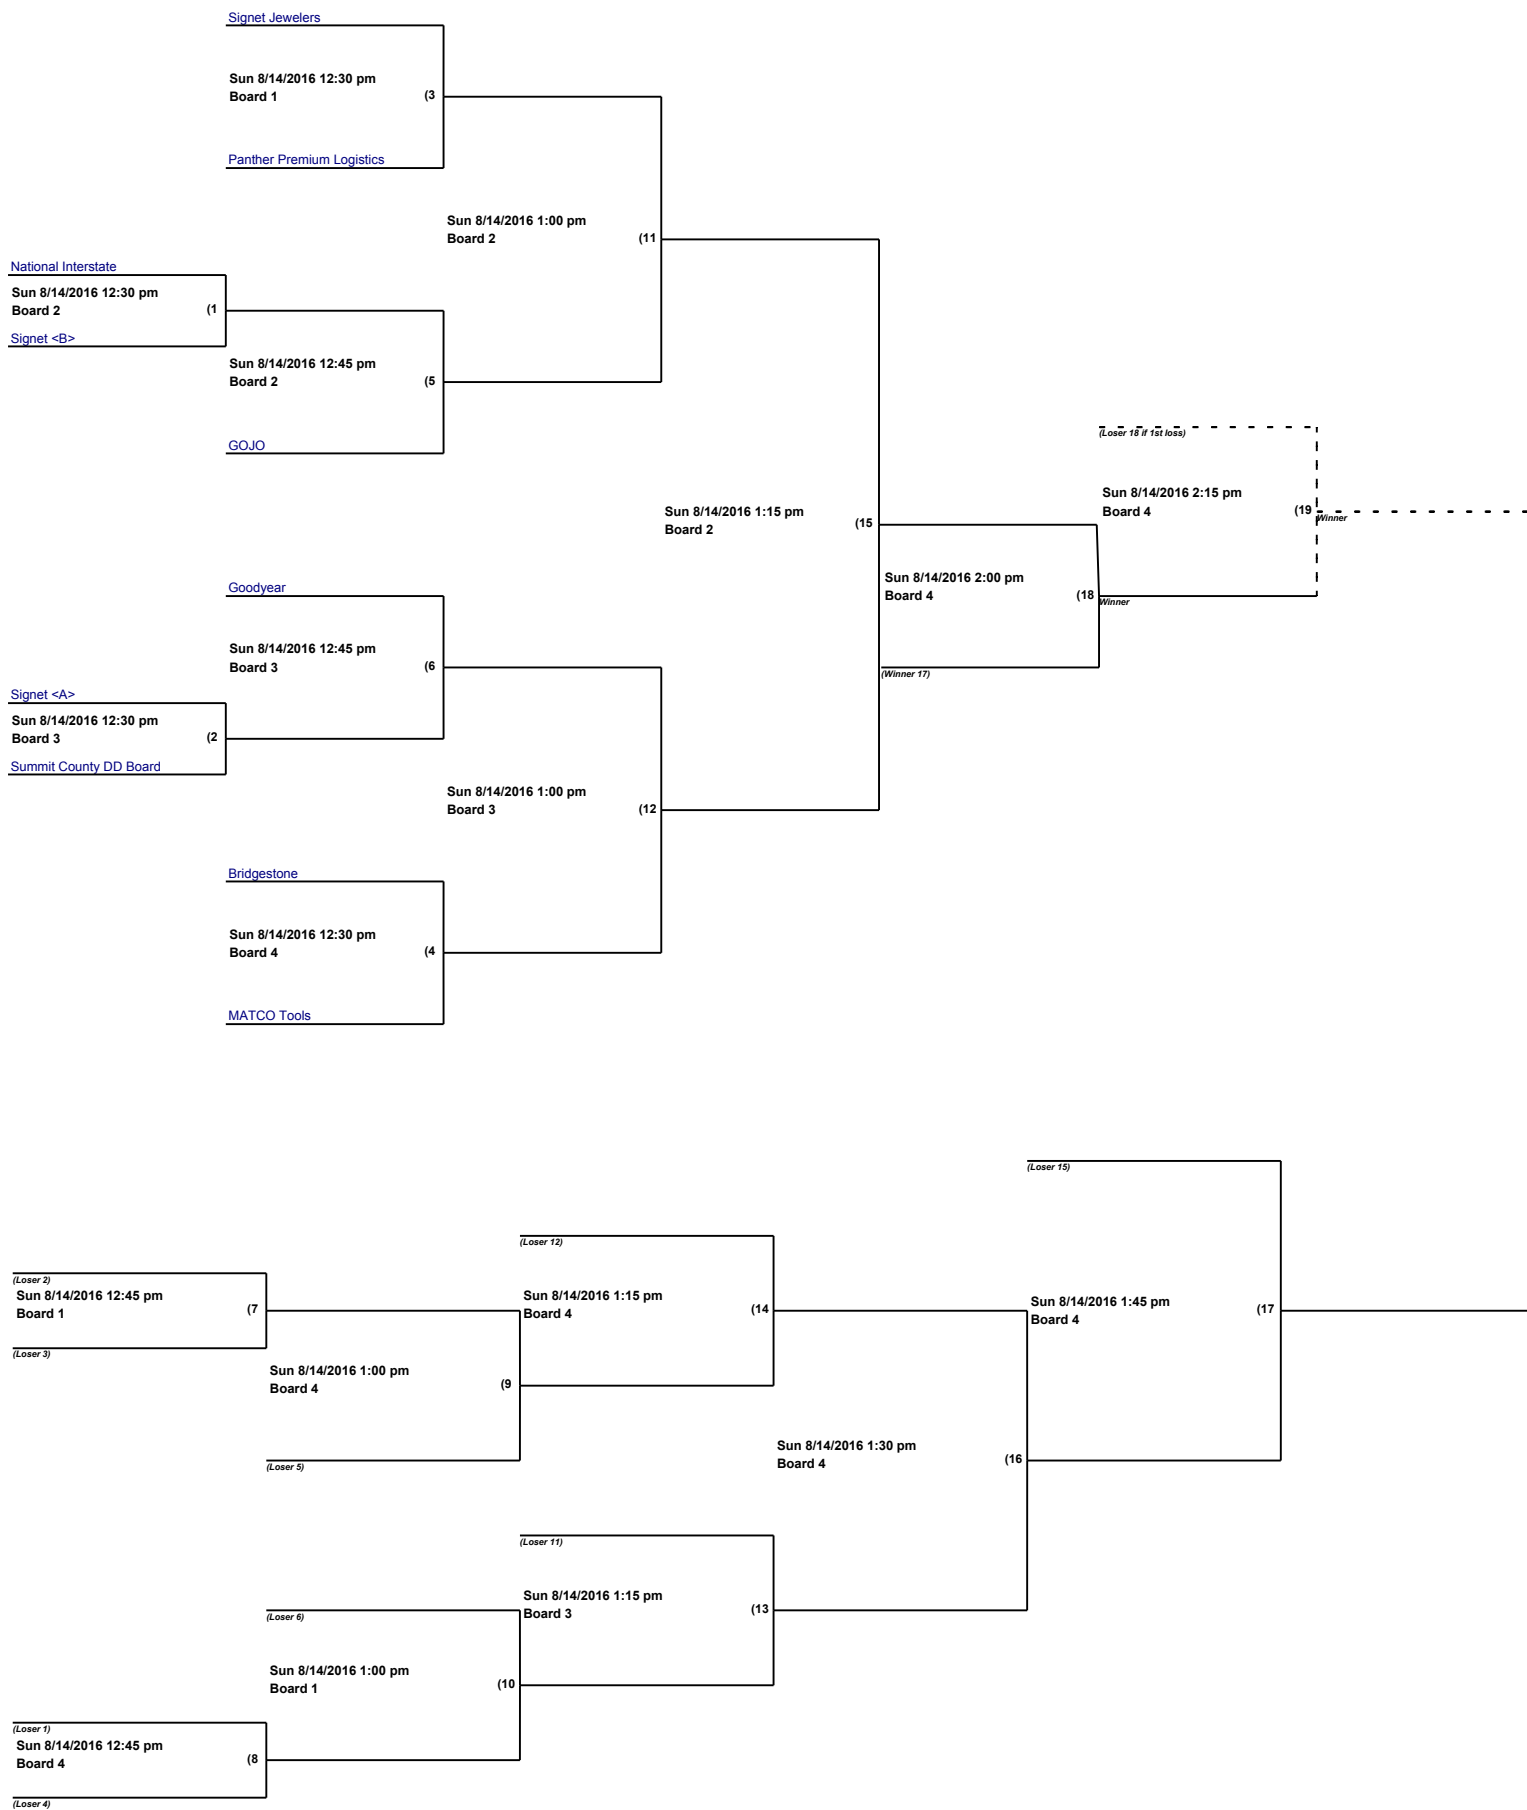 Signet Jewelers
Sun 8/14/2016 12:30 pm
Board 1
(3
Panther Premium Logistics
Sun 8/14/2016 1:00 pm
Board 2
(11
National Interstate
Sun 8/14/2016 12:30 pm
Board 2
(1
Signet <B>
Sun 8/14/2016 12:45 pm
Board 2
(5
GOJO
(Loser 18 if 1st loss)
Sun 8/14/2016 2:15 pm
Board 4
(19
Winner
Sun 8/14/2016 1:15 pm
Board 2
(15
Sun 8/14/2016 2:00 pm
Board 4
(18
Winner
(Winner 17)
Goodyear
Sun 8/14/2016 12:45 pm
Board 3
(6
Signet <A>
Sun 8/14/2016 12:30 pm
Board 3
(2
Summit County DD Board
Sun 8/14/2016 1:00 pm
Board 3
(12
Bridgestone
Sun 8/14/2016 12:30 pm
Board 4
(4
MATCO Tools
(Loser 15)
(Loser 12)
(Loser 2)
Sun 8/14/2016 12:45 pm
Board 1
(7
(Loser 3)
Sun 8/14/2016 1:15 pm
Board 4
(14
Sun 8/14/2016 1:45 pm
Board 4
(17
Sun 8/14/2016 1:00 pm
Board 4
(9
(Loser 5)
Sun 8/14/2016 1:30 pm
Board 4
(16
(Loser 11)
Sun 8/14/2016 1:15 pm
Board 3
(13
(Loser 6)
Sun 8/14/2016 1:00 pm
Board 1
(10
(Loser 1)
Sun 8/14/2016 12:45 pm
Board 4
(8
(Loser 4)